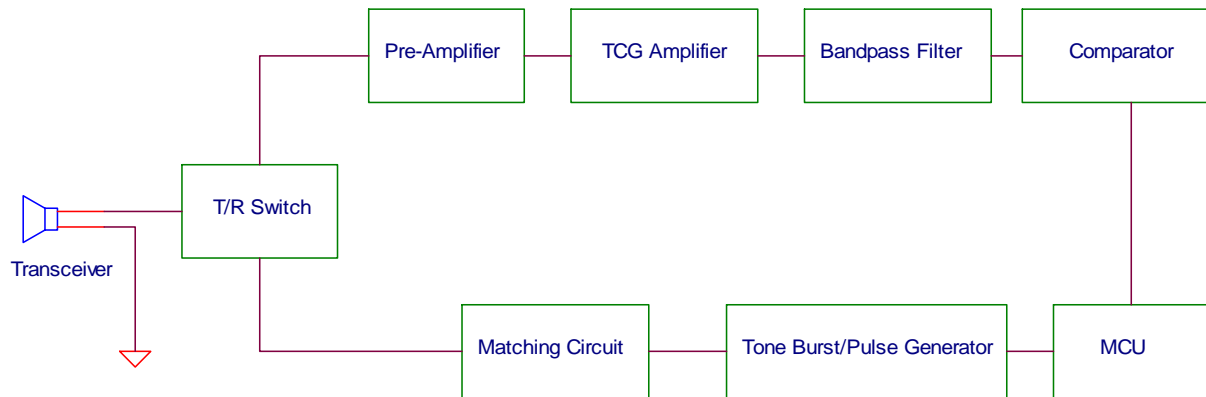 Pre-Amplifier
TCG Amplifier
Bandpass Filter
Comparator
T/R Switch
Transceiver
Matching Circuit
Tone Burst/Pulse Generator
MCU